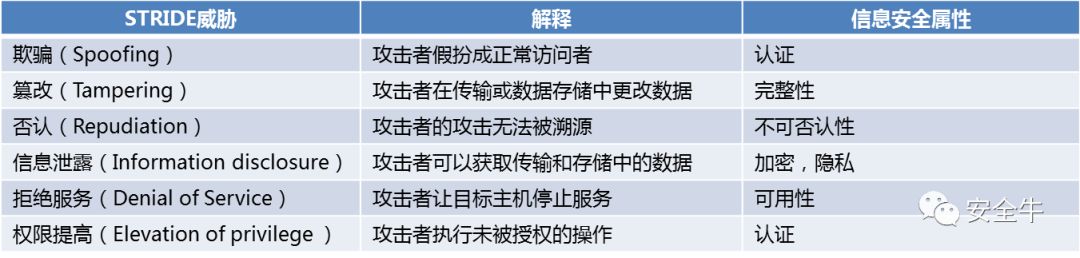 STRIDE威胁 解释 信息安全属性
欺骗（Spoofing） 攻击者假扮成正常访问者 认证
篡改（Tampering） 攻击者在传输或数据存储中更改数据 完整性
否认（Repudiation） 攻击者的攻击无法被溯源 不可否认性
信息泄露（Information disclosure） 攻击者可以获取传输和存储中的数据 加密，隐私
拒绝服务（Denial of Service） 攻击者让目标主机停止服务 可用性
权限提高（Elevation of privilege ） 攻击者执行未被授权的操作 认证
安全牛